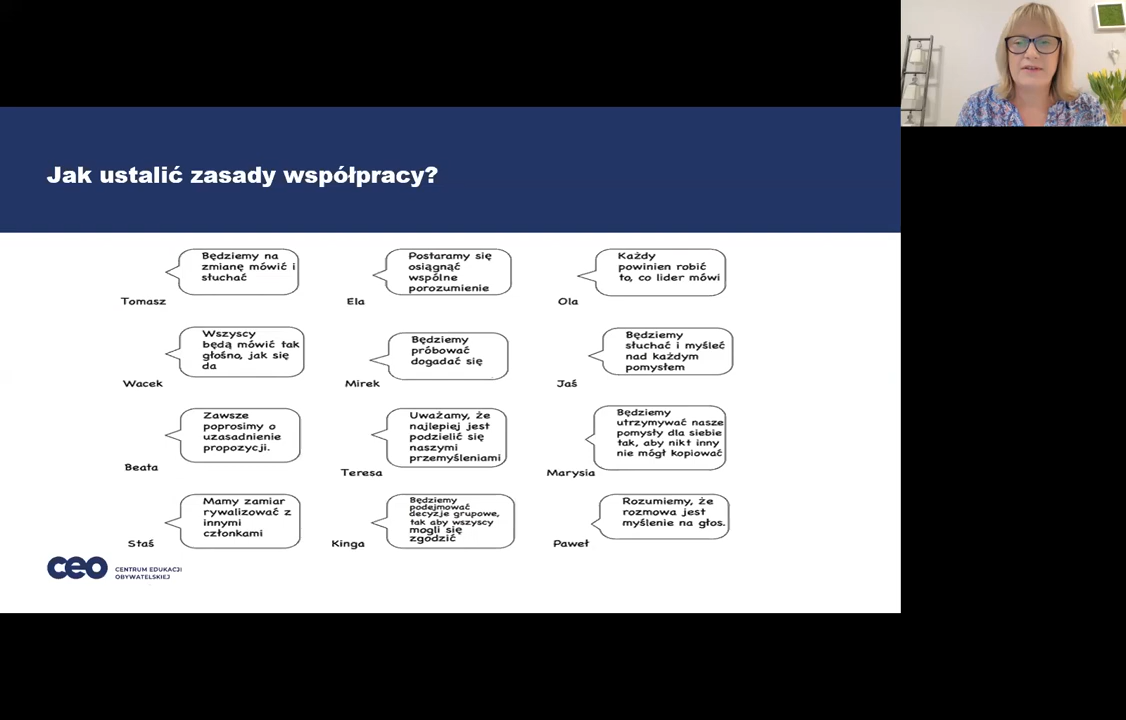 Jak ustalić zasady współpracy?
Będziemy na
zmianę mówić i
słuchać
Tomasz
Postaramy się
osiągnąć
wspólne
porozumienie
Ela
Każdy
powinien robić
to, co lider mówi
Ola
Wszyscy
będą mówić tak
głośno, jak się
da
Wacek
Będziemy
próbować
dogadać się
Mirek
Będziemy
słuchać i myśleć
nad każdym
pomysłem
Jaś
Zawsze
poprosimy o
uzasadnienie
propozycji.
Beata
Uważamy, że
najlepiej jest
podzielić się
naszymi
przemyśleniami
Teresa
Będziemy
utrzymywać nasze
pomysły dla siebie
tak, aby nikt inny
nie mógł kopiować
Marysia
Mamy zamiar
rywalizować z
innymi
członkami
Staś
Będziemy
podejmować
decyzje grupowe,
tak aby wszyscy
mogli się
zgodzić
Kinga
Rozumiemy, że
rozmowa jest
myślenie na głos.
Paweł
ceo
CENTRUM EDUKACJI
OBYWATELSKIEJ